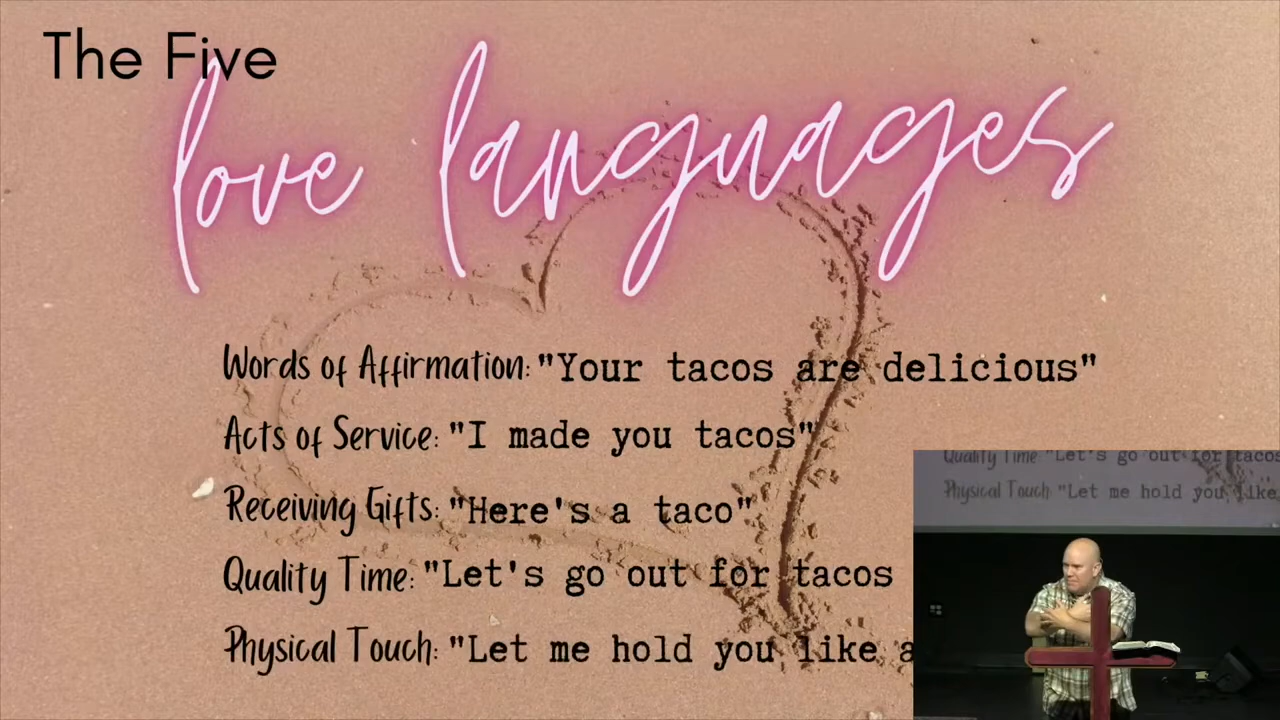 The Five
love languages
Words of Affirmation: "Your tacos are delicious"
Acts of Service: "I made you tacos"
Receiving Gifts: "Here's a taco"
Quality Time: "Let's go out for tacos
Physical Touch: "Let me hold you like a
Quality Time: "Let's go out for tacos
Physical Touch: "Let me hold you like